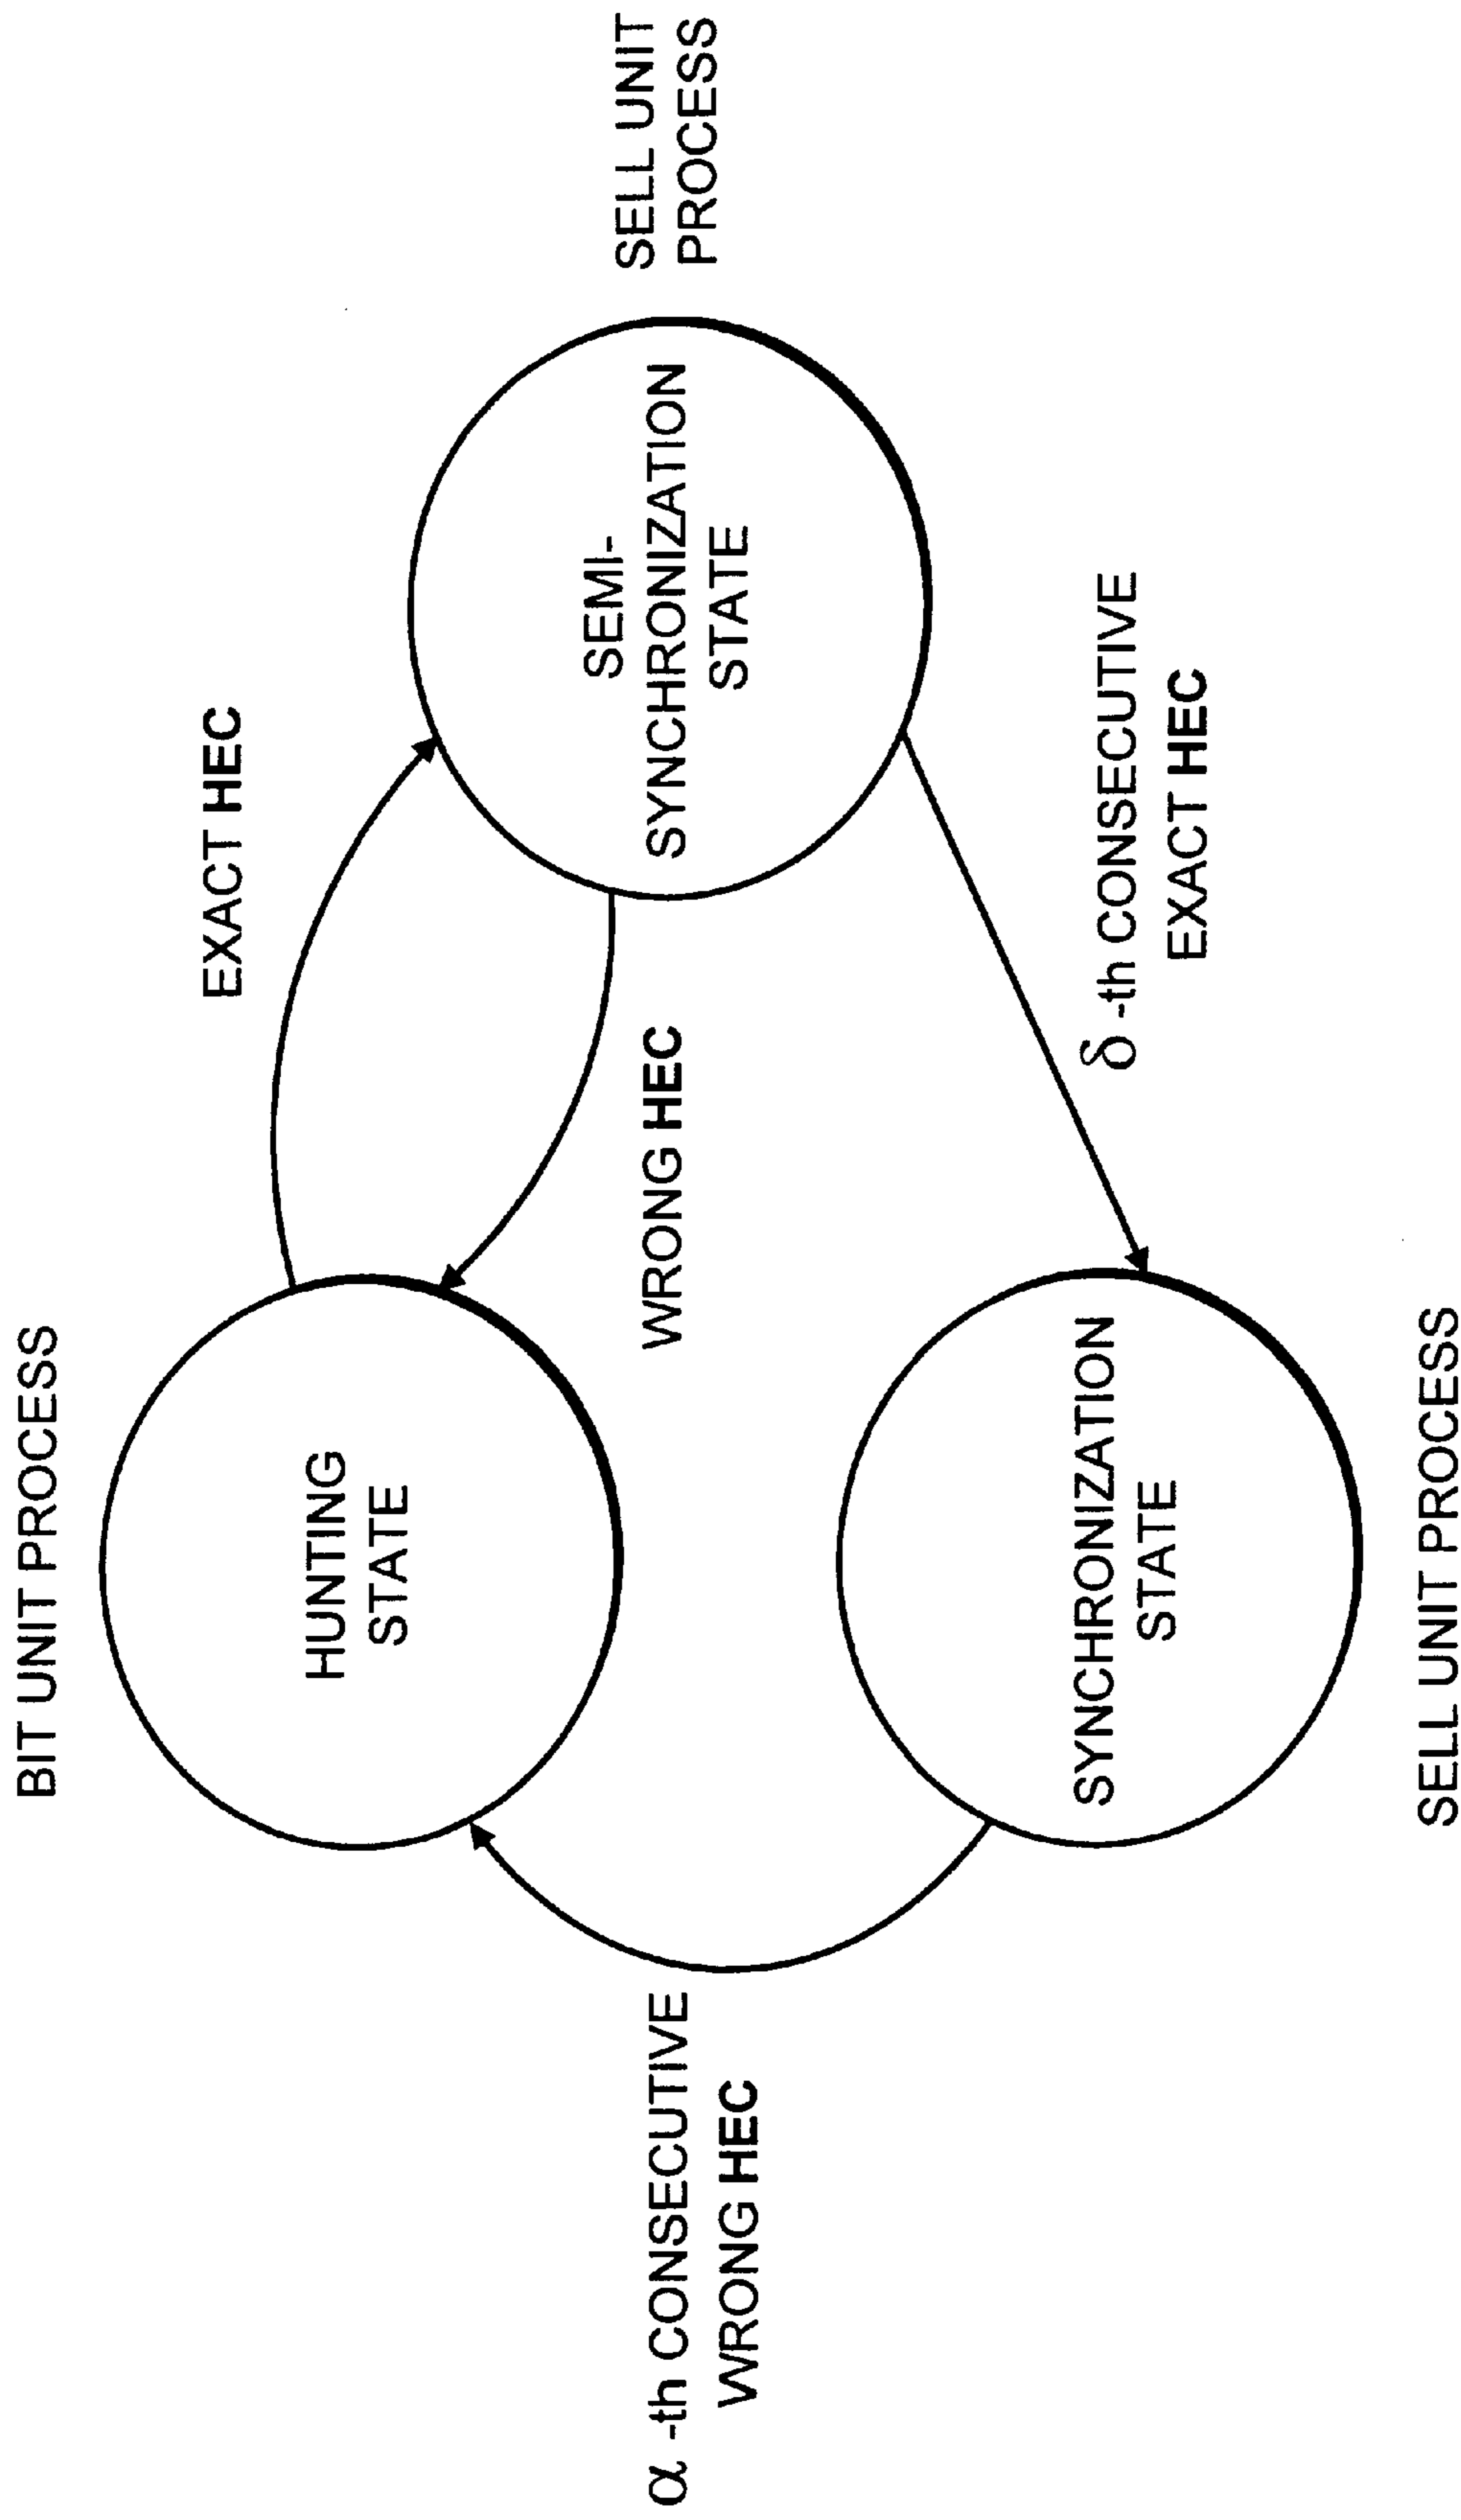 BIT UNIT PROCESS
HUNTING
STATE
EXACT HEC
SEMI-
SYNCHRONIZATION
STATE
SELL UNIT
PROCESS
WRONG HEC
α -th CONSECUTIVE
WRONG HEC
δ -th CONSECUTIVE
EXACT HEC
SYNCHRONIZATION
STATE
SELL UNIT PROCESS